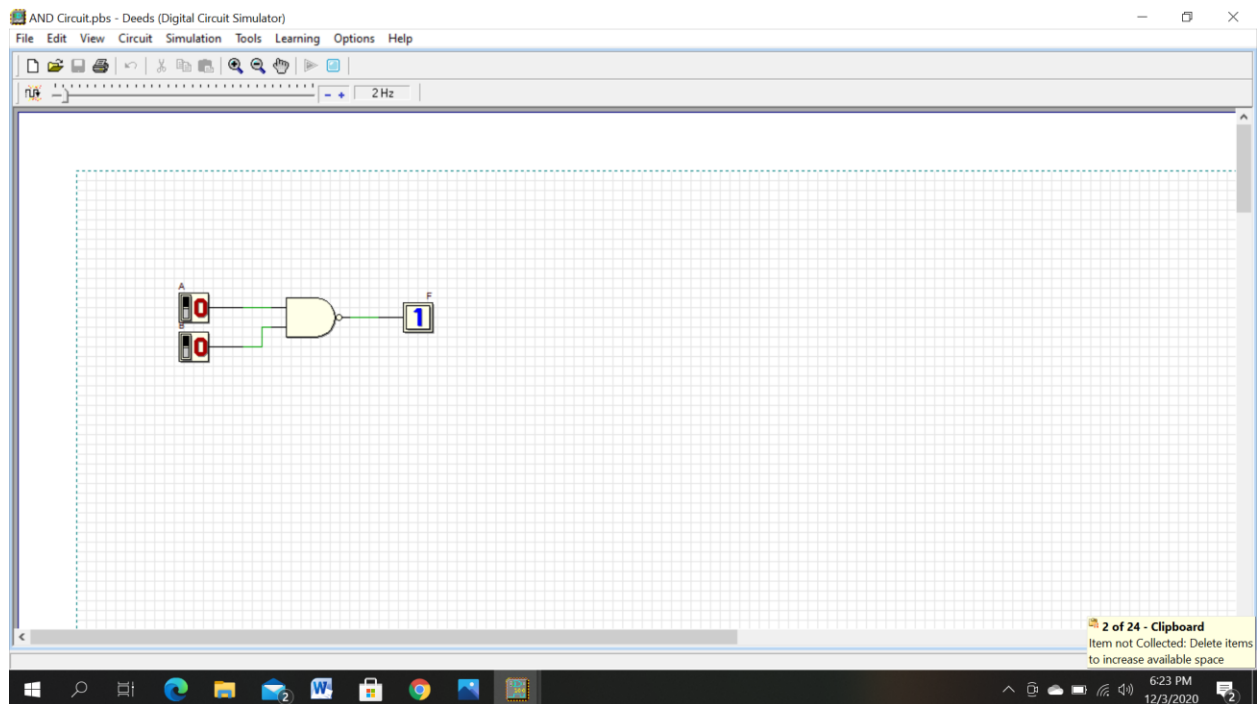 AND Circuit.pbs - Deeds (Digital Circuit Simulator)
File Edit View Circuit Simulation Tools Learning Options Help
- + 2 Hz
A
0
B
0
F
1
2 of 24 - Clipboard
Item not Collected: Delete items
to increase available space
6:23 PM
12/3/2020
2
2